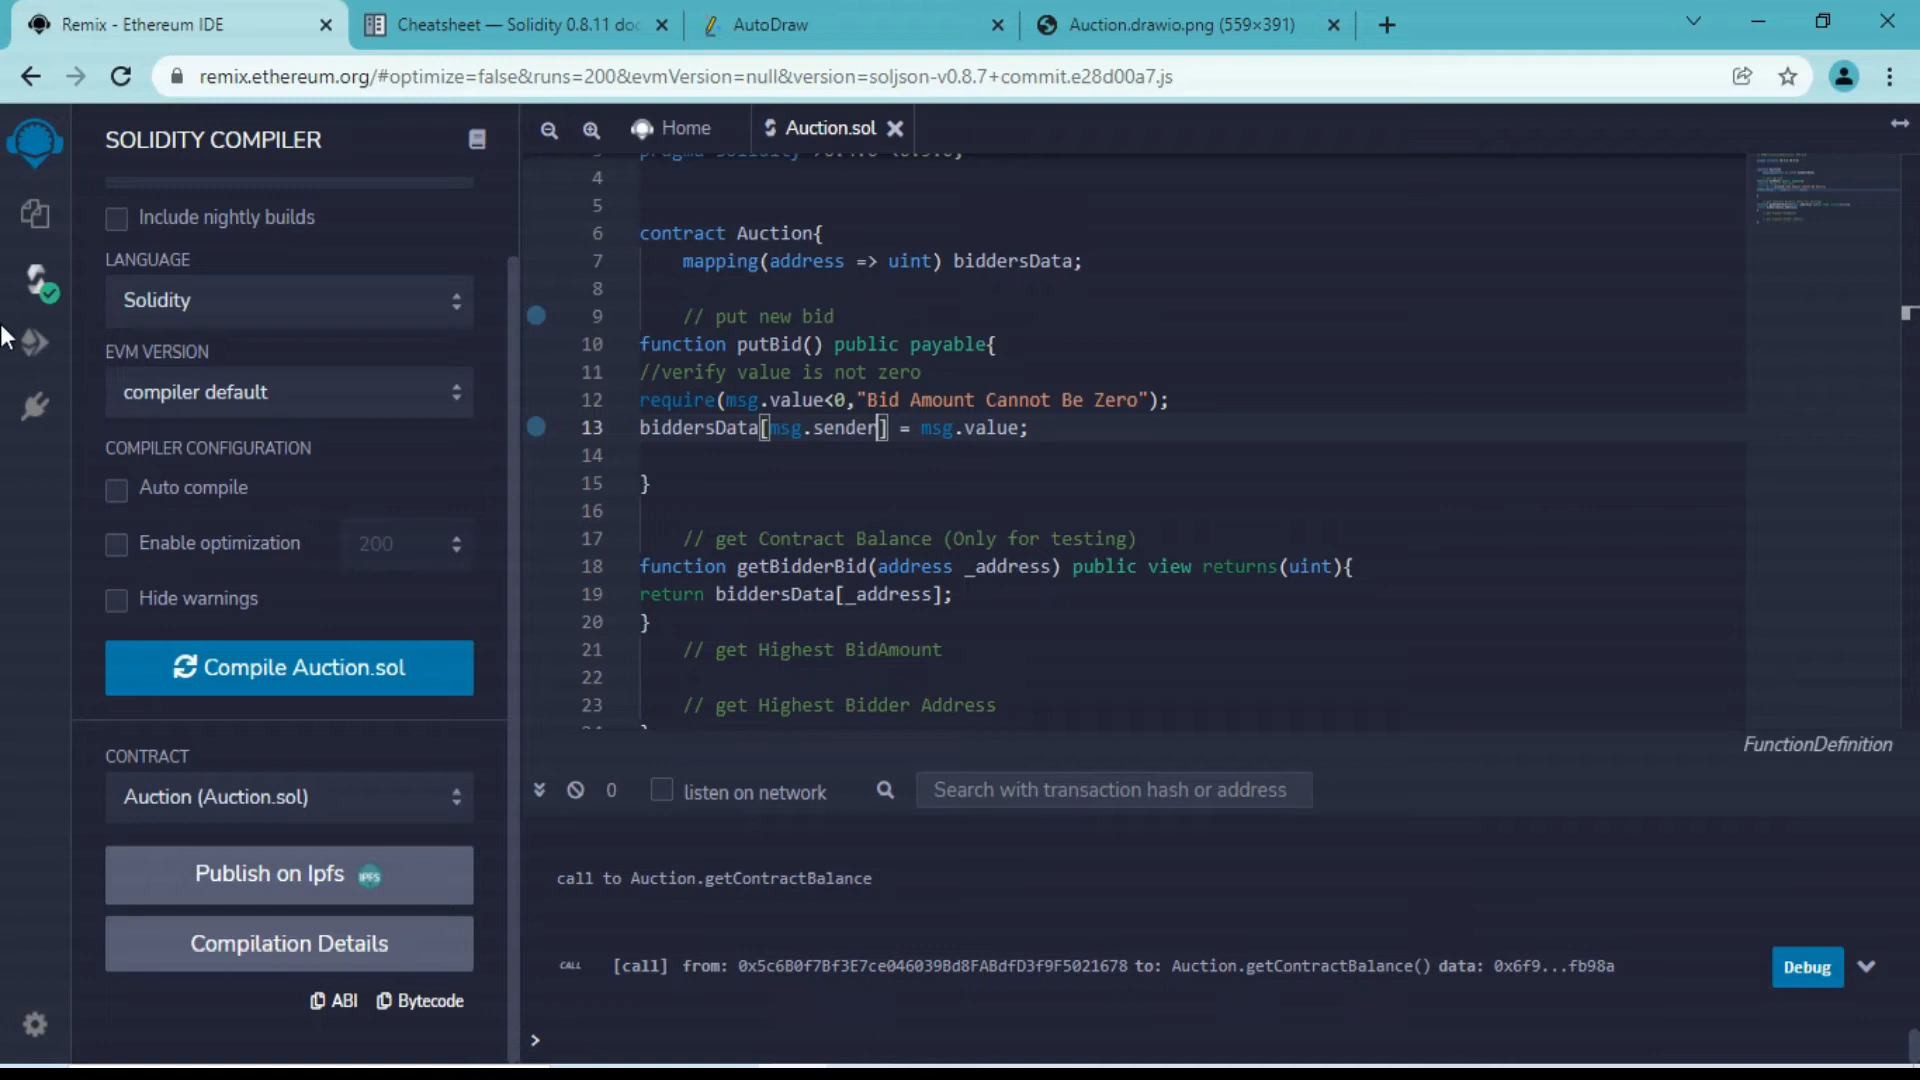 Remix - Ethereum IDE
Cheatsheet — Solidity 0.8.11 doc
AutoDraw
Auction.drawio.png (559×391)
remix.ethereum.org/#optimize=false&runs=200&evmVersion=null&version=soljson-v0.8.7+commit.e28d00a7.js
SOLIDITY COMPILER
Home
Auction.sol
Include nightly builds
LANGUAGE
Solidity
EVM VERSION
compiler default
COMPILER CONFIGURATION
Auto compile
Enable optimization
200
Hide warnings
Compile Auction.sol
CONTRACT
Auction (Auction.sol)
Publish on Ipfs
IPFS
Compilation Details
ABI
Bytecode
pragma solidity
4
5
6 contract Auction{
7 mapping(address => uint) biddersData;
8
9 // put new bid
10 function putBid() public payable{
11 //verify value is not zero
12 require(msg.value<0,"Bid Amount Cannot Be Zero");
13 biddersData[msg.sender] = msg.value;
14
15 }
16
17 // get Contract Balance (Only for testing)
18 function getBidderBid(address _address) public view returns(uint){
19 return biddersData[_address];
20 }
21 // get Highest BidAmount
22
23 // get Highest Bidder Address
FunctionDefinition
0
listen on network
Search with transaction hash or address
call to Auction.getContractBalance
CALL
[call] from: 0x5c6B0f7Bf3E7ce046039Bd8FABdfD3f9F5021678 to: Auction.getContractBalance() data: 0x6f9...fb98a
Debug
>